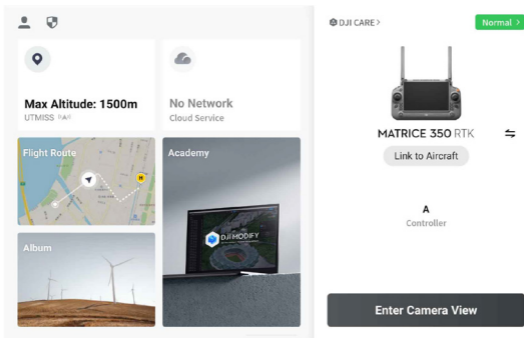 Max Altitude: 1500m
UTMISS
No Network
Cloud Service
Flight Route
Academy
DJI MODIFY
Album
DJI CARE >
Normal >
MATRICE 350 RTK
Link to Aircraft
A
Controller
Enter Camera View